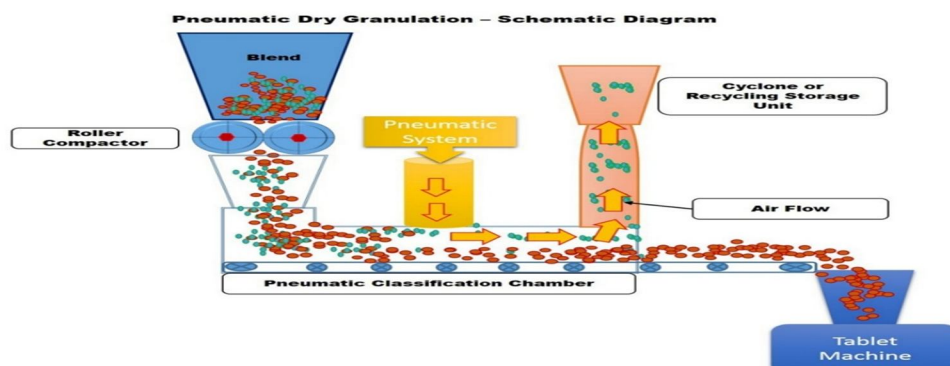 Pneumatic Dry Granulation – Schematic Diagram
Blend
Roller
Compactor
Pneumatic
System
Cyclone or
Recycling Storage
Unit
Air Flow
Pneumatic Classification Chamber
Tablet
Machine